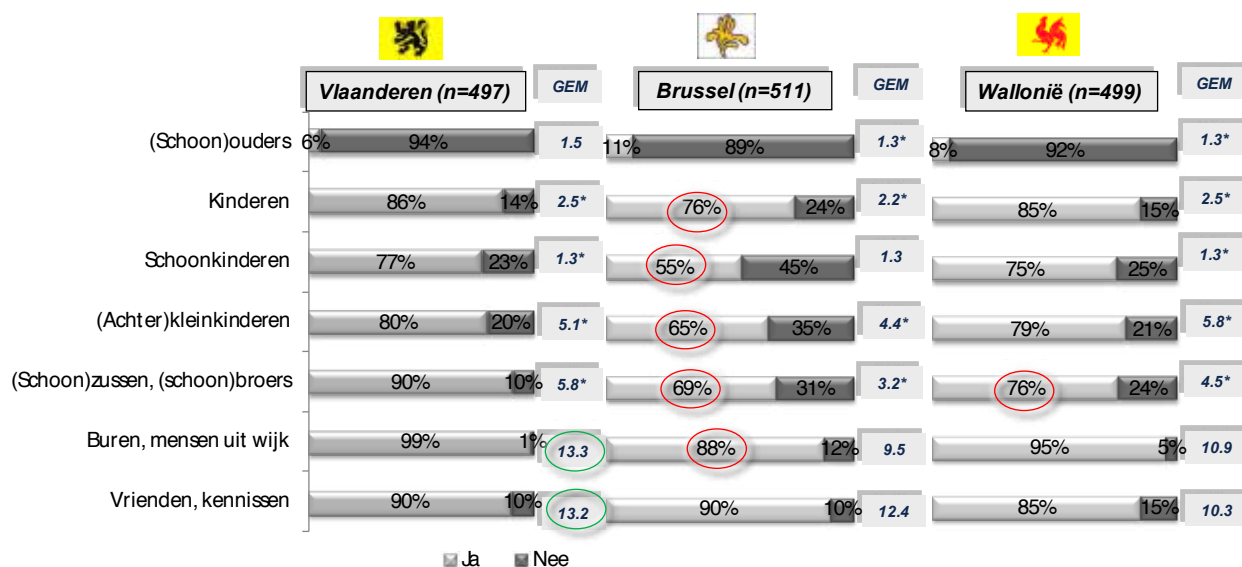 Vlaanderen (n=497) GEM Brussel (n=511) GEM Wallonië (n=499) GEM
(Schoon)ouders 6% 94% 1.5 11% 89% 1.3* 8% 92% 1.3*
Kinderen 86% 14% 2.5* 76% 24% 2.2* 85% 15% 2.5*
Schoonkinderen 77% 23% 1.3* 55% 45% 1.3 75% 25% 1.3*
(Achter)kleinkinderen 80% 20% 5.1* 65% 35% 4.4* 79% 21% 5.8*
(Schoon)zussen, (schoon)broers 90% 10% 5.8* 69% 31% 3.2* 76% 24% 4.5*
Buren, mensen uit wijk 99% 1% 13.3 88% 12% 9.5 95% 5% 10.9
Vrienden, kennissen 90% 10% 13.2 90% 10% 12.4 85% 15% 10.3
Ja Nee